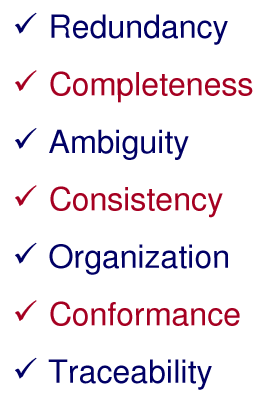 ✓ Redundancy
✓ Completeness
✓ Ambiguity
✓ Consistency
✓ Organization
✓ Conformance
✓ Traceability